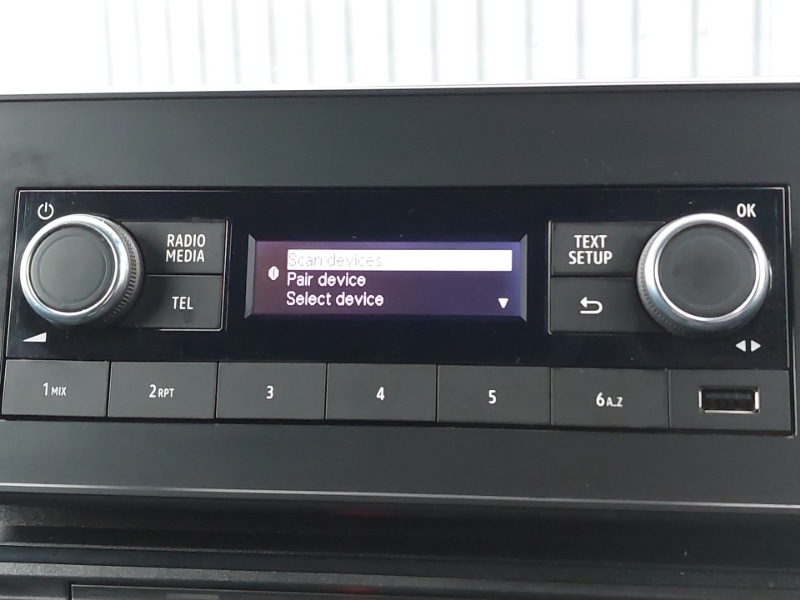 OK
RADIO
MEDIA
TEL
Scan devices
Pair device
Select device
TEXT
SETUP
1 MIX
2 RPT
3
4
5
6 A..Z